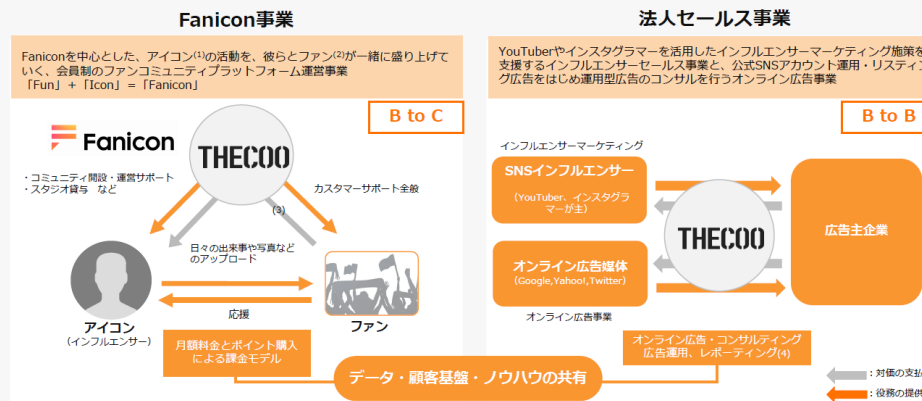 Fanicon事業
Faniconを中心とした、アイコン(1)の活動を、彼らとファン(2)が一緒に盛り上げて
いく、会員制のファンコミュニティプラットフォーム運営事業
「Fun」+「Icon」=「Fanicon」
B to C
Fanicon
THECOO
・コミュニティ開設・運営サポート
・スタジオ貸与 など
カスタマーサポート全般
(3)
日々の出来事や写真など
のアップロード
応援
アイコン
(インフルエンサー)
ファン
月額料金とポイント購入
による課金モデル
法人セールス事業
YouTuberやインスタグラマーを活用したインフルエンサーマーケティング施策を
支援するインフルエンサーセールス事業と、公式SNSアカウント運用・リスティン
グ広告をはじめ運用型広告のコンサルを行うオンライン広告事業
B to B
インフルエンサーマーケティング
SNSインフルエンサー
(YouTuber、インスタグラ
マーが主)
THECOO
広告主企業
オンライン広告媒体
(Google,Yahoo!,Twitter)
オンライン広告事業
オンライン広告・コンサルティング
広告運用、レポーティング(4)
データ・顧客基盤・ノウハウの共有
:対価の支払
:役務の提供